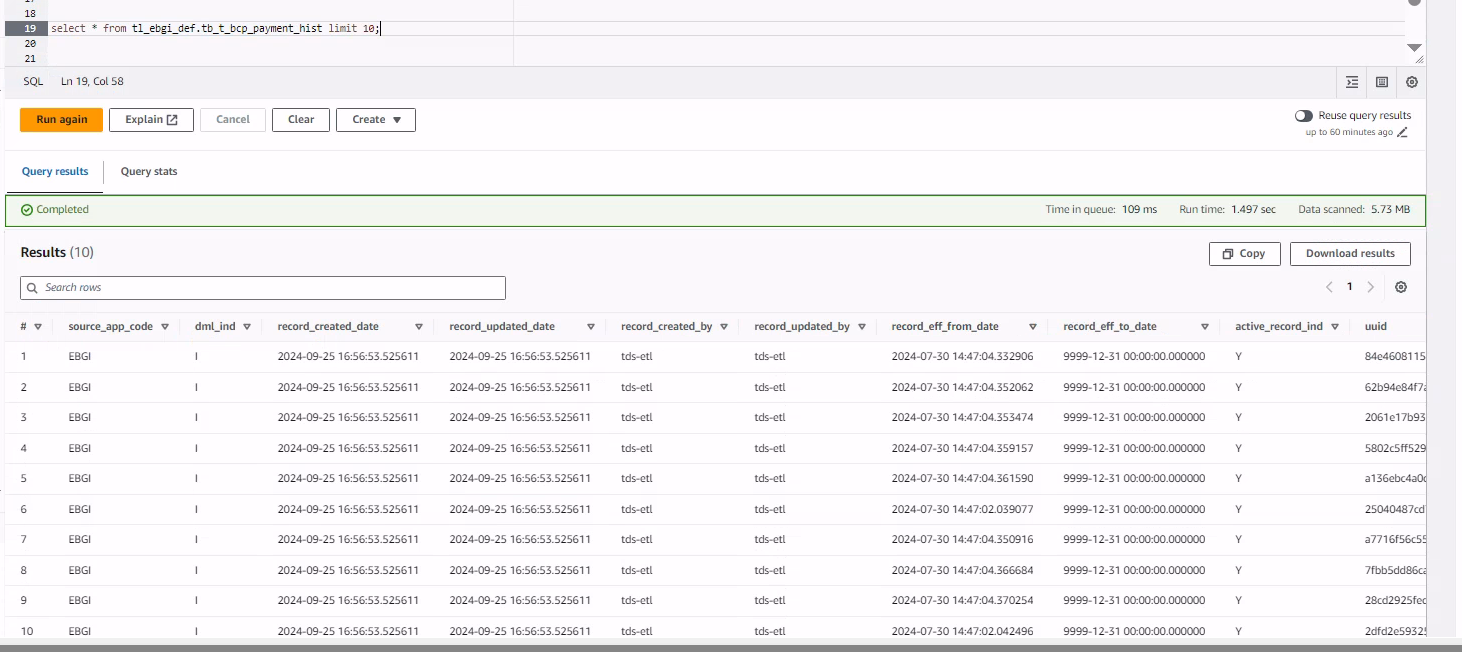 18
19 select * from tl_ebgi_def.tb_t_bcp_payment_hist limit 10;
20
21
SQL Ln 19, Col 58
Run again Explain Cancel Clear Create Reuse query results
up to 60 minutes ago
Query results Query stats
Completed Time in queue: 109 ms Run time: 1.497 sec Data scanned: 5.73 MB
Results (10) Copy Download results
Search rows 1
# source_app_code dml_ind record_created_date record_updated_date record_created_by record_updated_by record_eff_from_date record_eff_to_date active_record_ind uuid
1 EBGI I 2024-09-25 16:56:53.525611 2024-09-25 16:56:53.525611 tds-etl tds-etl 2024-07-30 14:47:04.332906 9999-12-31 00:00:00.000000 Y 84e4608115
2 EBGI I 2024-09-25 16:56:53.525611 2024-09-25 16:56:53.525611 tds-etl tds-etl 2024-07-30 14:47:04.352062 9999-12-31 00:00:00.000000 Y 62b94e84f7a
3 EBGI I 2024-09-25 16:56:53.525611 2024-09-25 16:56:53.525611 tds-etl tds-etl 2024-07-30 14:47:04.353474 9999-12-31 00:00:00.000000 Y 2061e17b93
4 EBGI I 2024-09-25 16:56:53.525611 2024-09-25 16:56:53.525611 tds-etl tds-etl 2024-07-30 14:47:04.359157 9999-12-31 00:00:00.000000 Y 5802c5ff529
5 EBGI I 2024-09-25 16:56:53.525611 2024-09-25 16:56:53.525611 tds-etl tds-etl 2024-07-30 14:47:04.361590 9999-12-31 00:00:00.000000 Y a136ebc4a0
6 EBGI I 2024-09-25 16:56:53.525611 2024-09-25 16:56:53.525611 tds-etl tds-etl 2024-07-30 14:47:02.039077 9999-12-31 00:00:00.000000 Y 25040487cd
7 EBGI I 2024-09-25 16:56:53.525611 2024-09-25 16:56:53.525611 tds-etl tds-etl 2024-07-30 14:47:04.350916 9999-12-31 00:00:00.000000 Y a7716f56c55
8 EBGI I 2024-09-25 16:56:53.525611 2024-09-25 16:56:53.525611 tds-etl tds-etl 2024-07-30 14:47:04.366684 9999-12-31 00:00:00.000000 Y 7fbb5dd86ca
9 EBGI I 2024-09-25 16:56:53.525611 2024-09-25 16:56:53.525611 tds-etl tds-etl 2024-07-30 14:47:04.370254 9999-12-31 00:00:00.000000 Y 28cd2925fec
10 EBGI I 2024-09-25 16:56:53.525611 2024-09-25 16:56:53.525611 tds-etl tds-etl 2024-07-30 14:47:02.042496 9999-12-31 00:00:00.000000 Y 2dfd2e5932